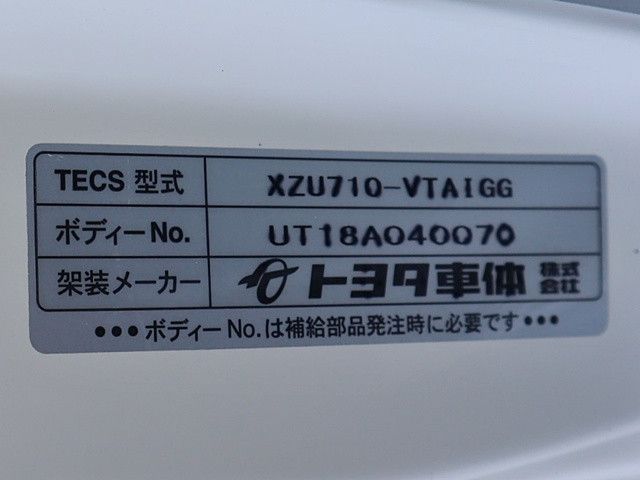 TECS 型式 XZU710-VTAIGG
ボディーNo. UT18A040070
架装メーカー トヨタ車体 株式会社
●●●ボディーNo.は補給部品発注時に必要です●●●